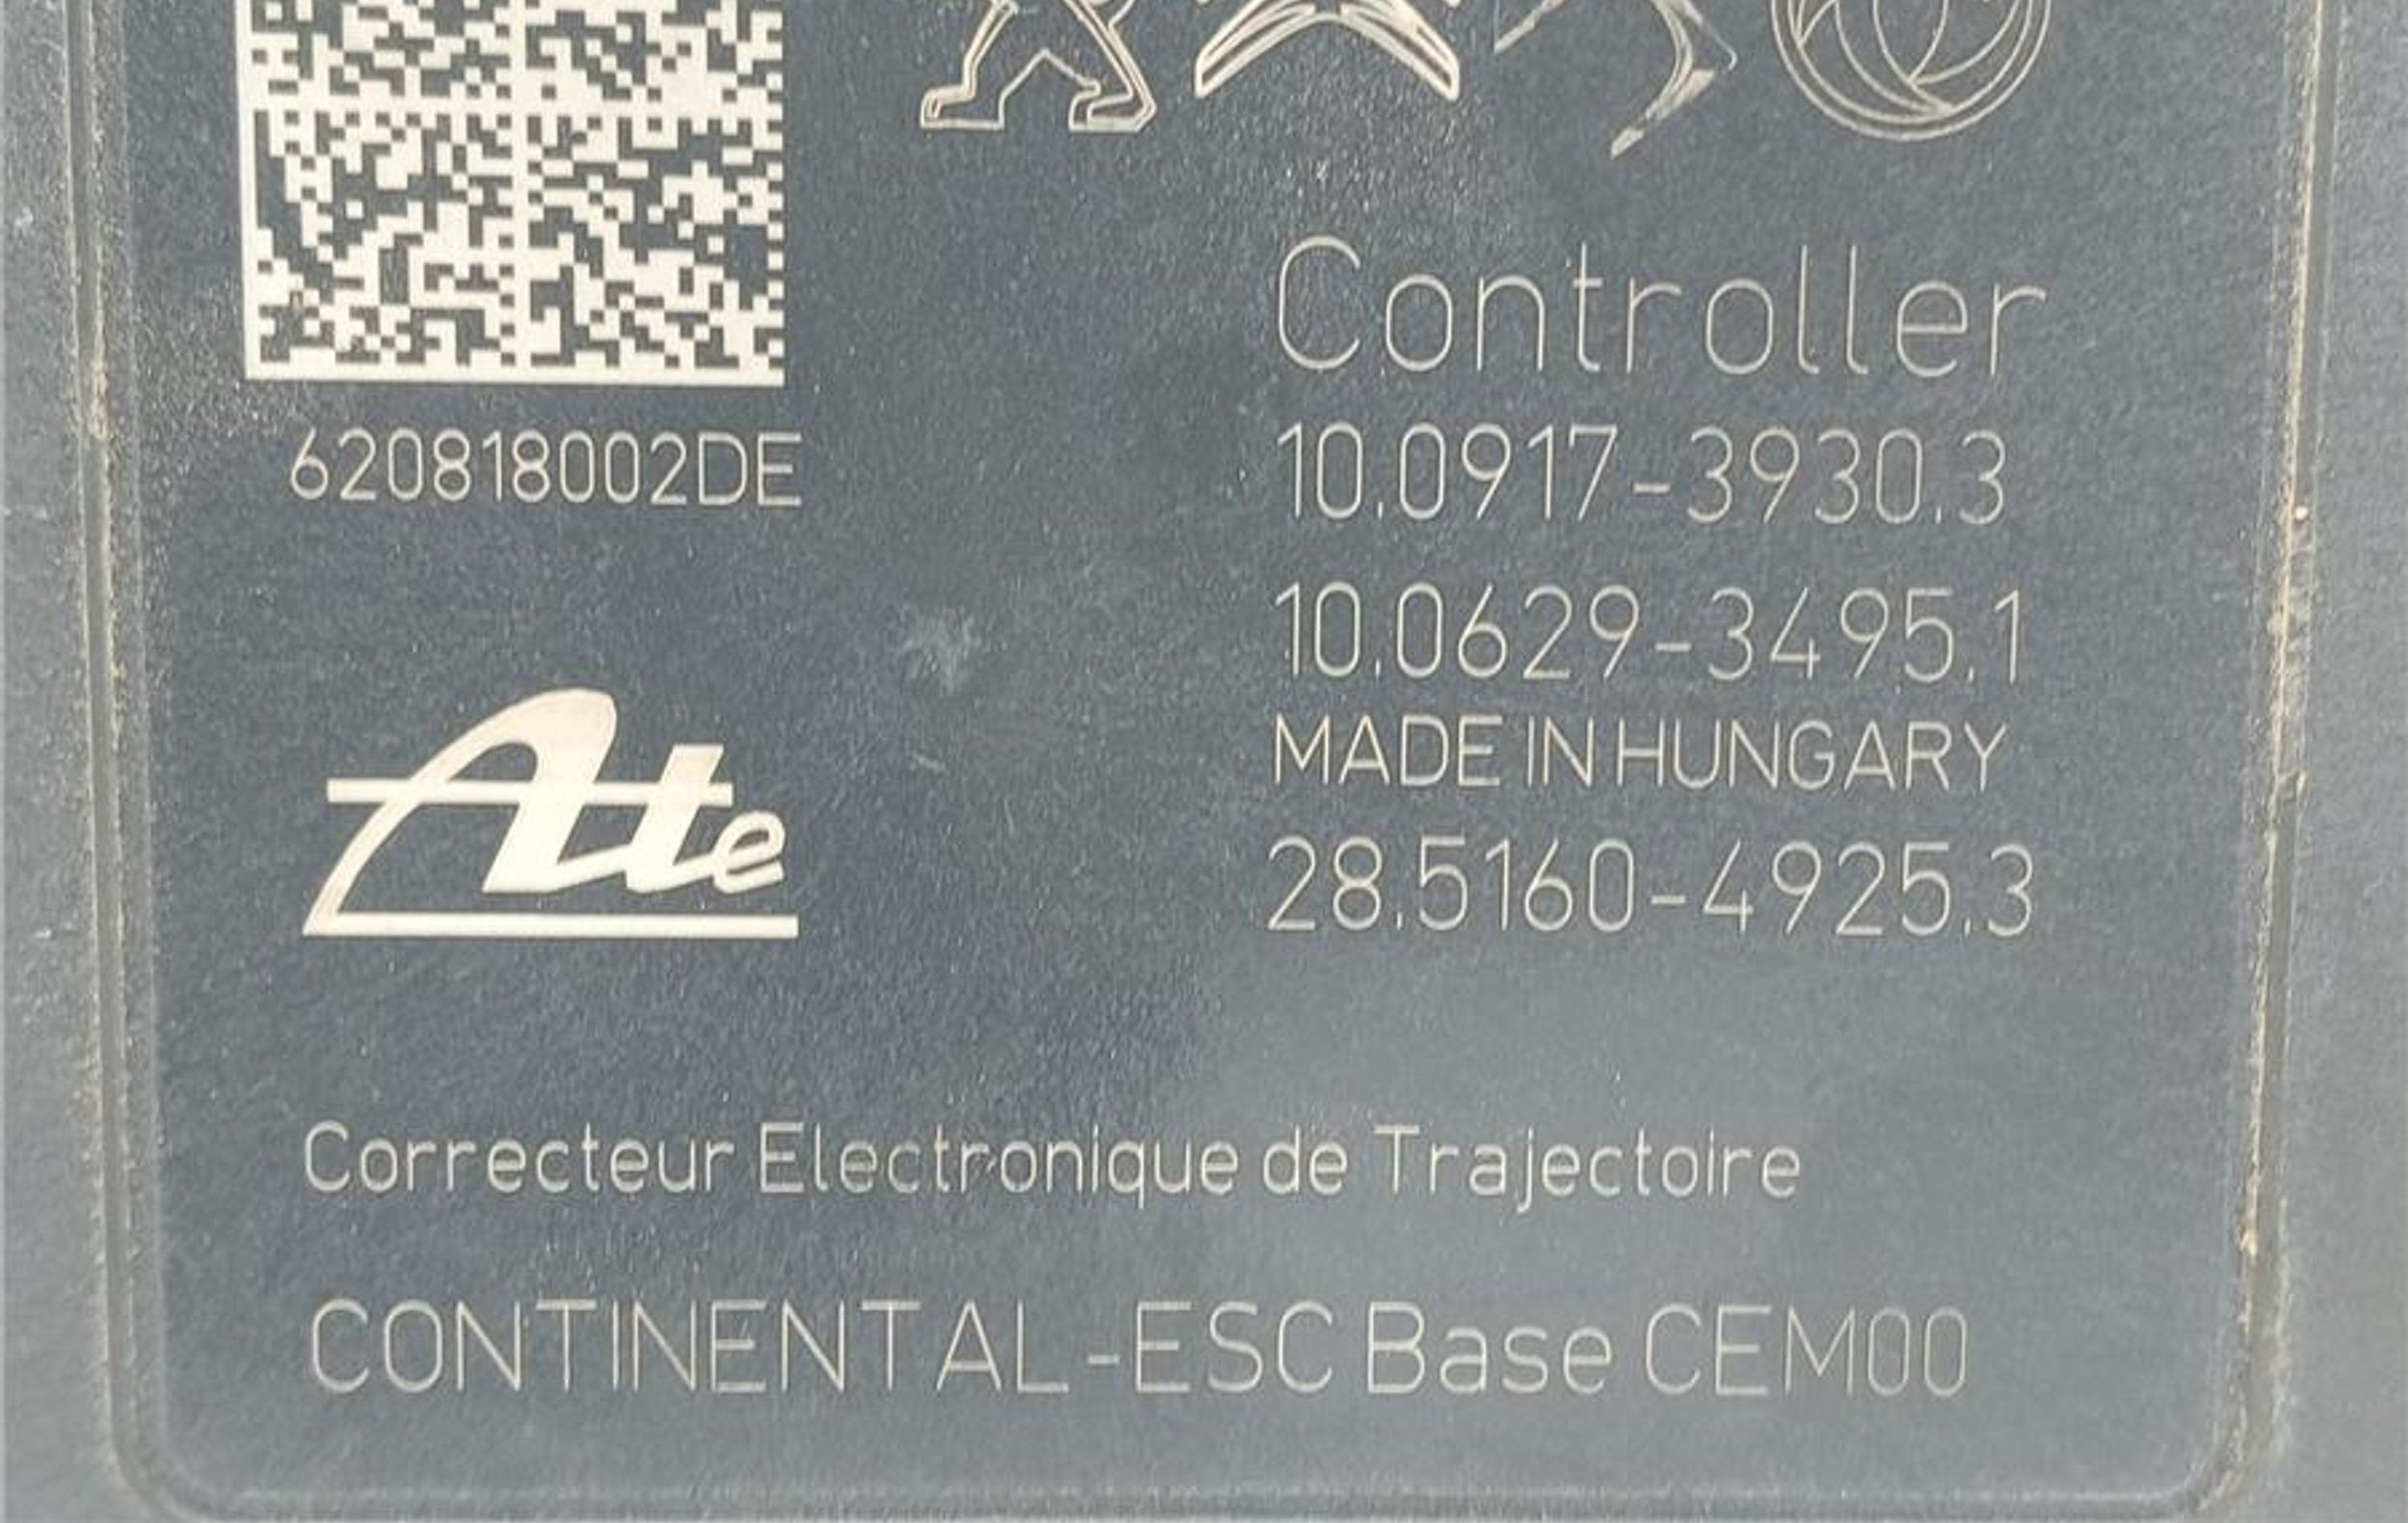 Controller
620818002DE
10.0917-3930.3
10.0629-3495.1
MADE IN HUNGARY
Ate
28.5160-4925.3
Correcteur Electronique de Trajectoire
CONTINENTAL-ESC Base CEM00